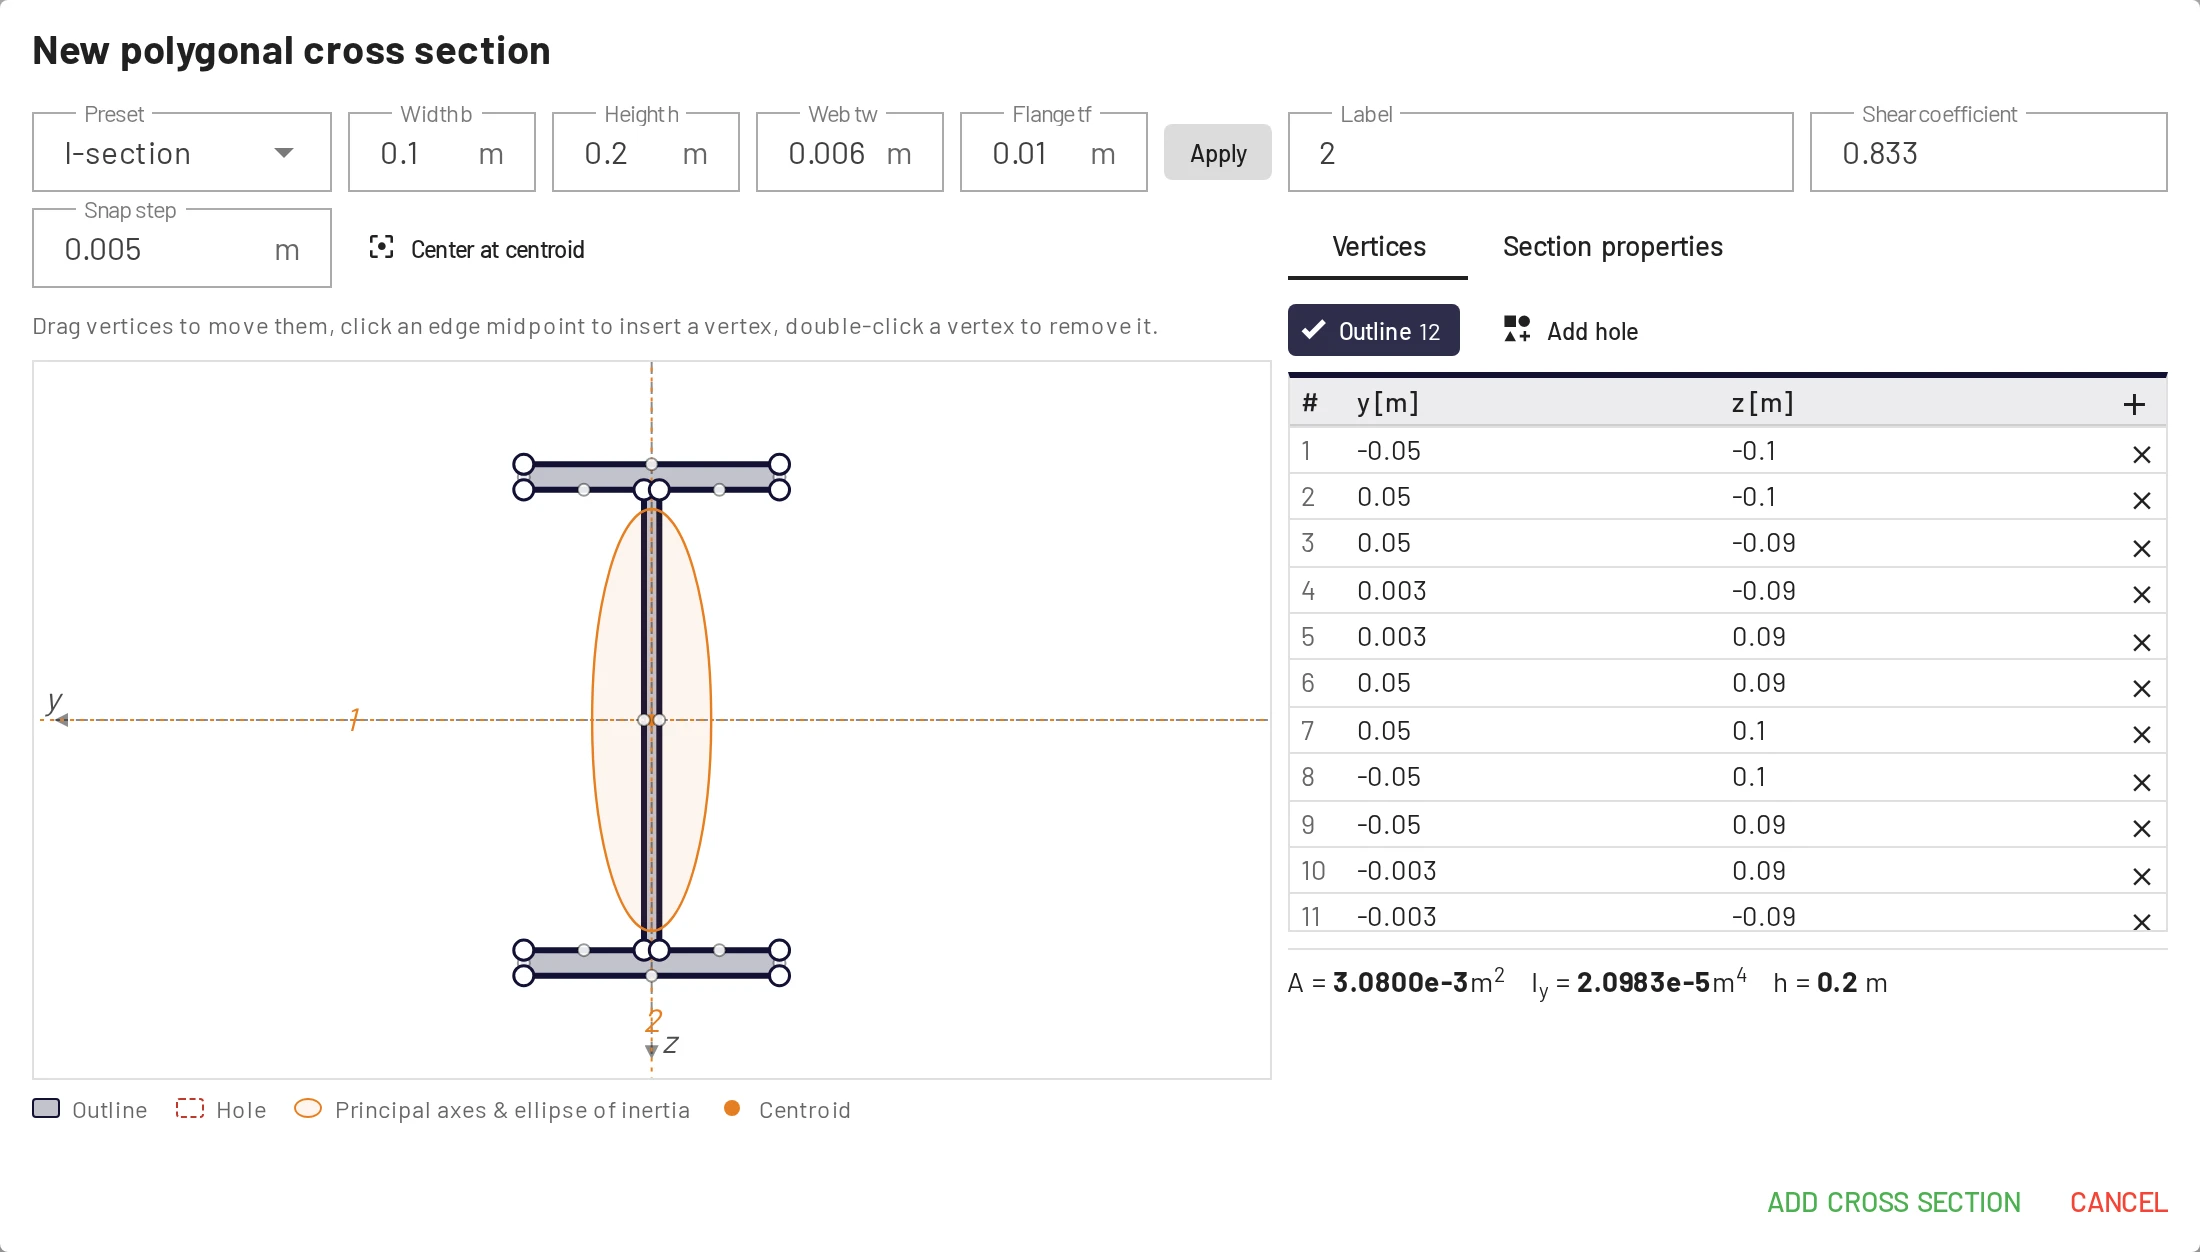 New polygonal cross section
Preset
I-section
Width b
0.1 m
Height h
0.2 m
Web tw
0.006 m
Flange tf
0.01 m
Apply
Label
2
Shear coefficient
0.833
Snap step
0.005 m
Center at centroid
Vertices
Section properties
Drag vertices to move them, click an edge midpoint to insert a vertex, double-click a vertex to remove it.
Outline 12
Add hole
# y [m] z [m]
1 -0.05 -0.1
2 0.05 -0.1
3 0.05 -0.09
4 0.003 -0.09
5 0.003 0.09
6 0.05 0.09
7 0.05 0.1
8 -0.05 0.1
9 -0.05 0.09
10 -0.003 0.09
11 -0.003 -0.09
y
1
2
z
A = 3.0800e-3 m² I_y = 2.0983e-5 m⁴ h = 0.2 m
Outline
Hole
Principal axes & ellipse of inertia
Centroid
ADD CROSS SECTION
CANCEL